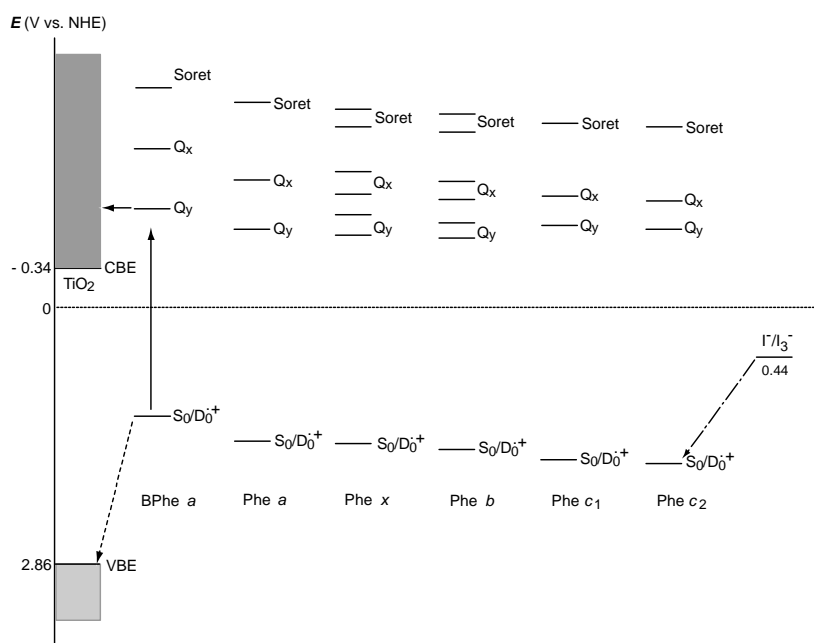 E (V vs. NHE)
Soret
Soret
Soret
Soret
Soret
Soret
Qx
Qx
Qx
Qx
Qx
Qx
Qy
Qy
Qy
Qy
Qy
Qy
- 0.34
CBE
TiO2
0
I-/I3-
0.44
S0/D0·+
S0/D0·+
S0/D0·+
S0/D0·+
S0/D0·+
S0/D0·+
BPhe a
Phe a
Phe x
Phe b
Phe c1
Phe c2
2.86
VBE